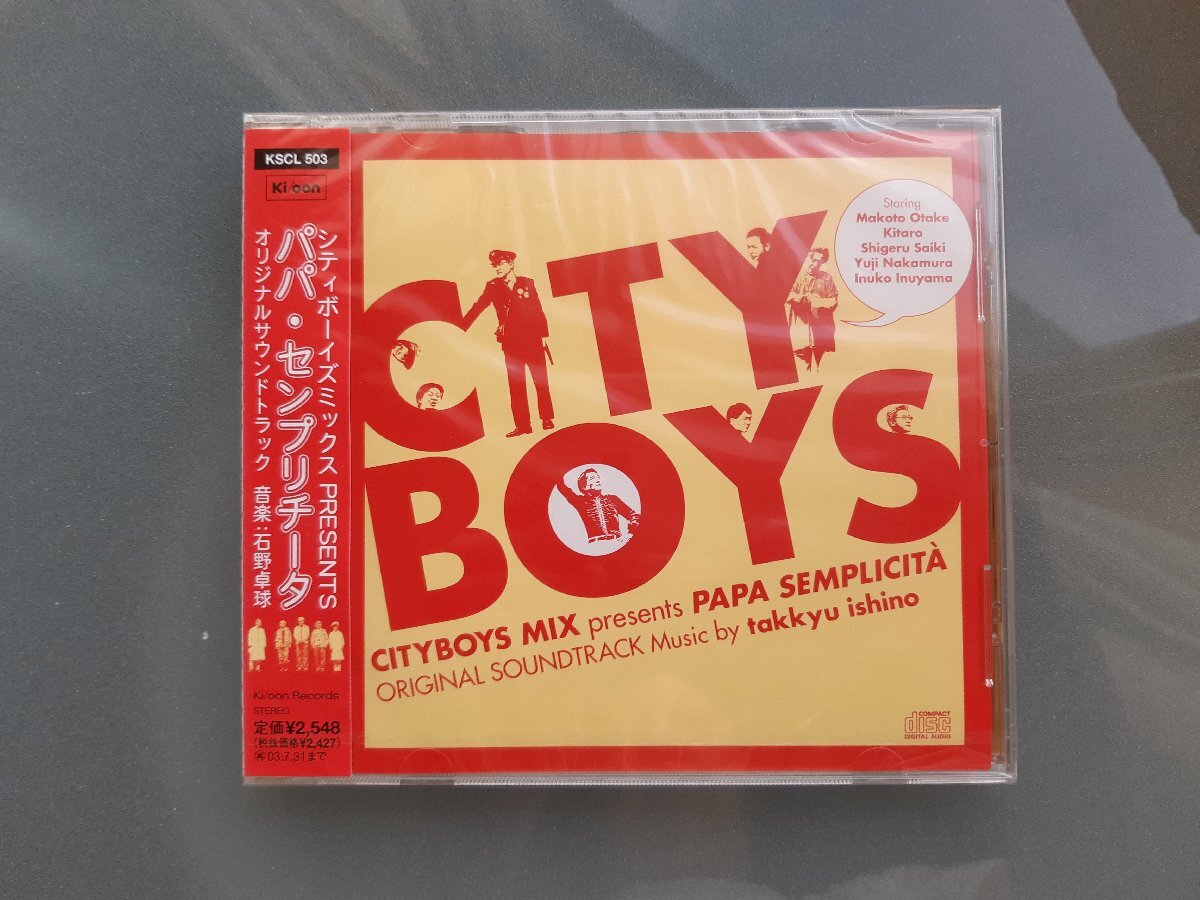 KSCL 503
Ki/oon
シティボーイズミックス PRESENTS
パパ・センプリチータ
オリジナルサウンドトラック 音楽:石野卓球
Ki/oon Records
STEREO
定価¥2,548
(税抜価格¥2,427)
㋐03.7.31まで
CITY
BOYS
Staring
Makoto Otake
Kitaro
Shigeru Saiki
Yuji Nakamura
Inuko Inuyama
CITYBOYS MIX presents PAPA SEMPLICITÀ
ORIGINAL SOUNDTRACK Music by takkyu ishino
COMPACT
disc
DIGITAL AUDIO